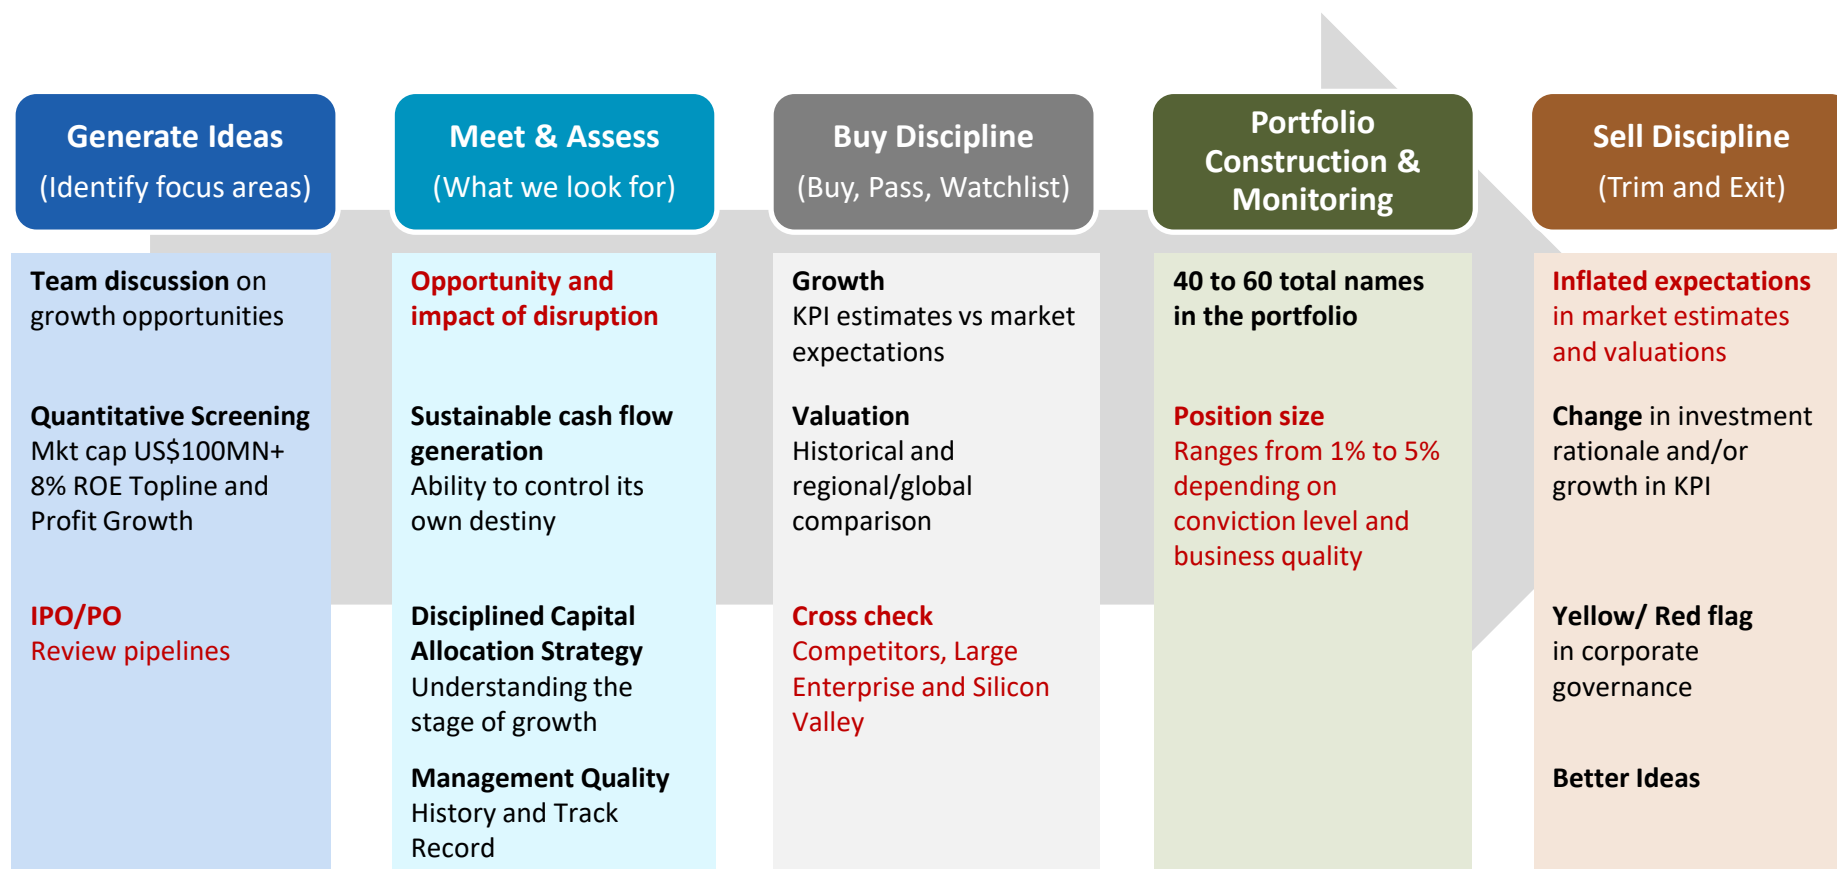 Generate Ideas
(Identify focus areas)
Team discussion on
growth opportunities
Quantitative Screening
Mkt cap US$100MN+
8% ROE Topline and
Profit Growth
IPO/PO
Review pipelines
Meet & Assess
(What we look for)
Opportunity and
impact of disruption
Sustainable cash flow
generation
Ability to control its
own destiny
Disciplined Capital
Allocation Strategy
Understanding the
stage of growth
Management Quality
History and Track
Record
Buy Discipline
(Buy, Pass, Watchlist)
Growth
KPI estimates vs market
expectations
Valuation
Historical and
regional/global
comparison
Cross check
Competitors, Large
Enterprise and Silicon
Valley
Portfolio
Construction &
Monitoring
40 to 60 total names
in the portfolio
Position size
Ranges from 1% to 5%
depending on
conviction level and
business quality
Sell Discipline
(Trim and Exit)
Inflated expectations
in market estimates
and valuations
Change in investment
rationale and/or
growth in KPI
Yellow/ Red flag
in corporate
governance
Better Ideas